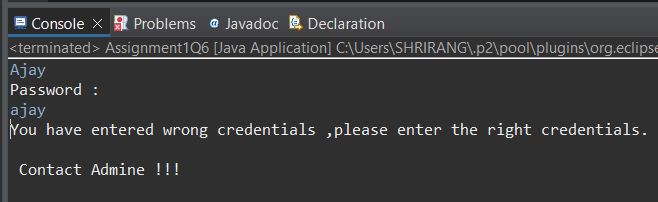 Console Problems @ Javadoc Declaration
<terminated> Assignment1Q6 [Java Application] C:\Users\SHRIRANG\.p2\pool\plugins\org.eclipse
Ajay
Password :
ajay
You have entered wrong credentials ,please enter the right credentials.
Contact Admine !!!